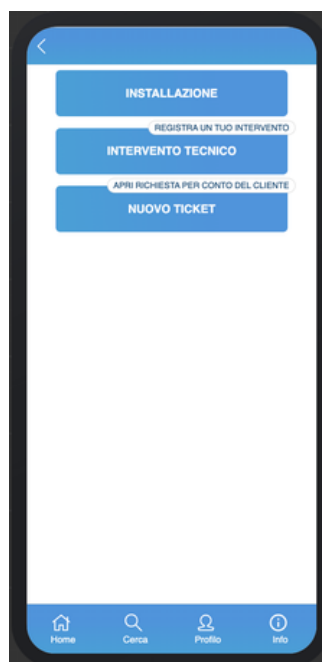 INSTALLAZIONE
REGISTRA UN TUO INTERVENTO
INTERVENTO TECNICO
APRI RICHIESTA PER CONTO DEL CLIENTE
NUOVO TICKET
Home Cerca Profilo Info